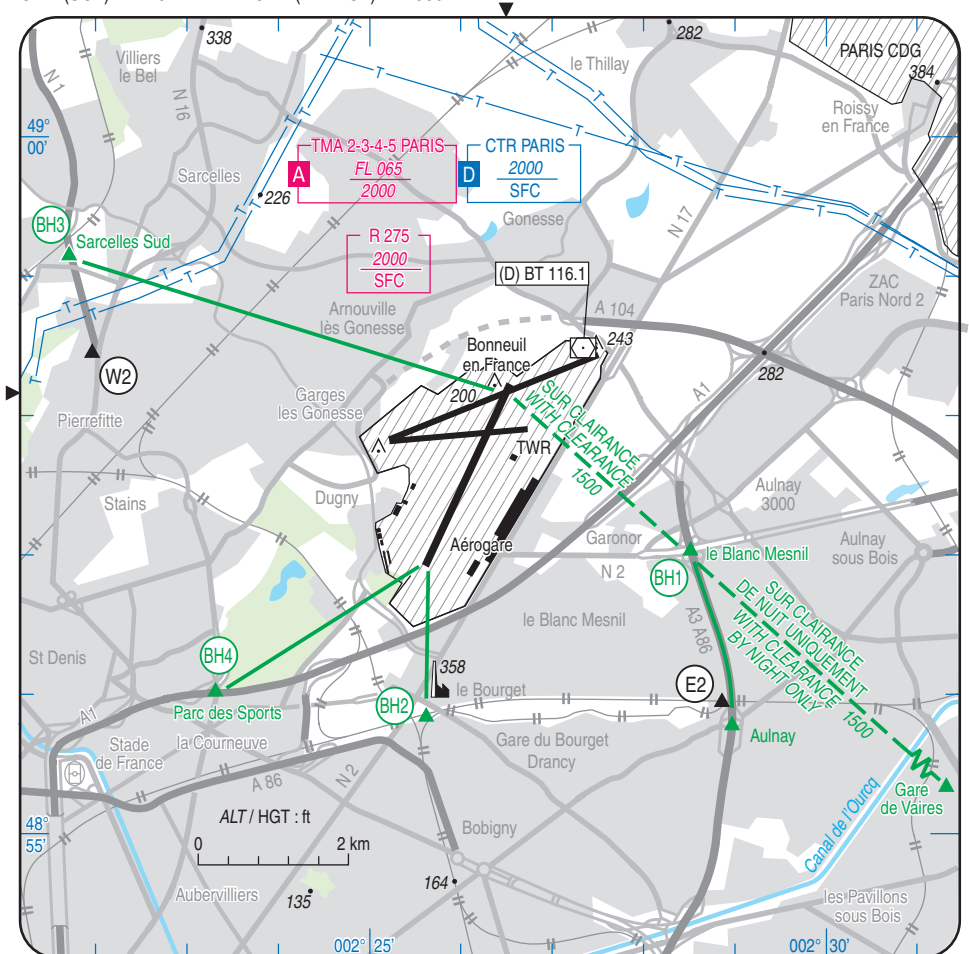 338
282
PARIS CDG
384
Villiers
le Bel
le Thillay
N 1
N 16
Roissy
en France
49°
00'
TMA 2-3-4-5 PARIS
A
FL 065
2000
CTR PARIS
D
2000
SFC
Sarcelles
226
Gonesse
N 17
BH3
Sarcelles Sud
R 275
2000
SFC
(D) BT 116.1
ZAC
Paris Nord 2
Arnouville
lès Gonesse
A 104
243
Bonneuil
en France
282
W2
200
A1
Garges
les Gonesse
SUR CLAIRANCE
WITH CLEARANCE
1500
Pierrefitte
TWR
Stains
Dugny
Aulnay
3000
Aérogare
Garonor
Aulnay
sous Bois
le Blanc Mesnil
N 2
BH1
le Blanc Mesnil
A3 A86
SUR CLAIRANCE
DE NUIT UNIQUEMENT
WITH CLEARANCE
BY NIGHT ONLY
1500
St Denis
BH4
358
le Bourget
E2
BH2
Parc des Sports
A1
Aulnay
Stade
de France
la Courneuve
Gare du Bourget
Drancy
A 86
N 2
Gare
de Vaires
Canal de l'Ourcq
ALT / HGT : ft
0
2 km
48°
55'
Bobigny
Aubervilliers
135
164
les Pavillons
sous Bois
002° 25'
002° 30'
T T T T T T T T T T T T T T T T